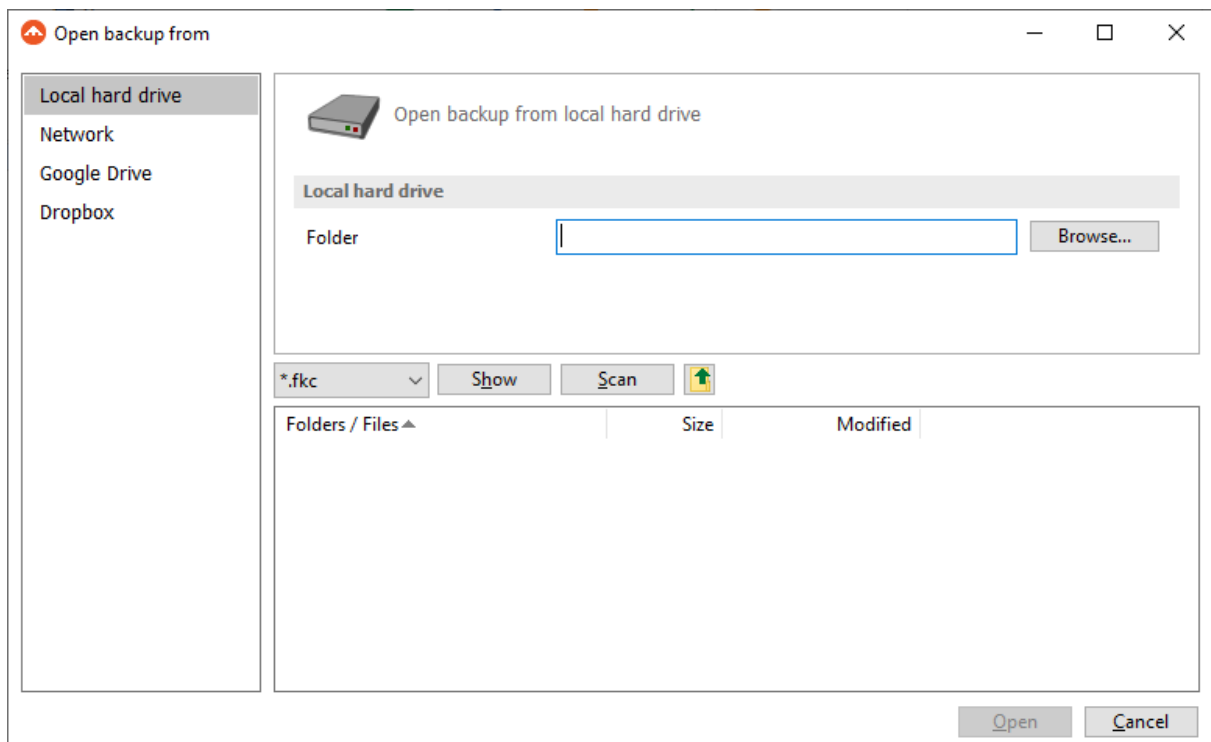 Open backup from
Local hard drive
Network
Google Drive
Dropbox
Open backup from local hard drive
Local hard drive
Folder
Browse...
*.fkc
Show
Scan
Folders / Files Size Modified
Open Cancel